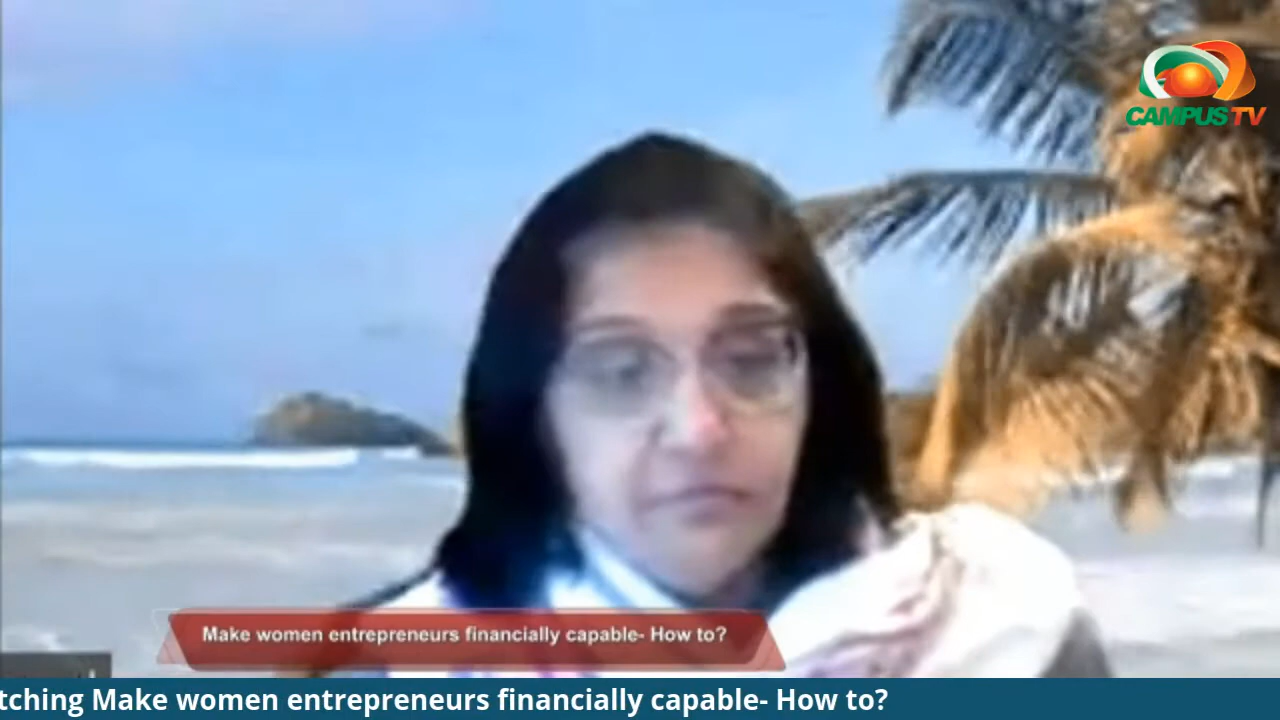 CAMPUS TV
Make women entrepreneurs financially capable- How to?
tching Make women entrepreneurs financially capable- How to?